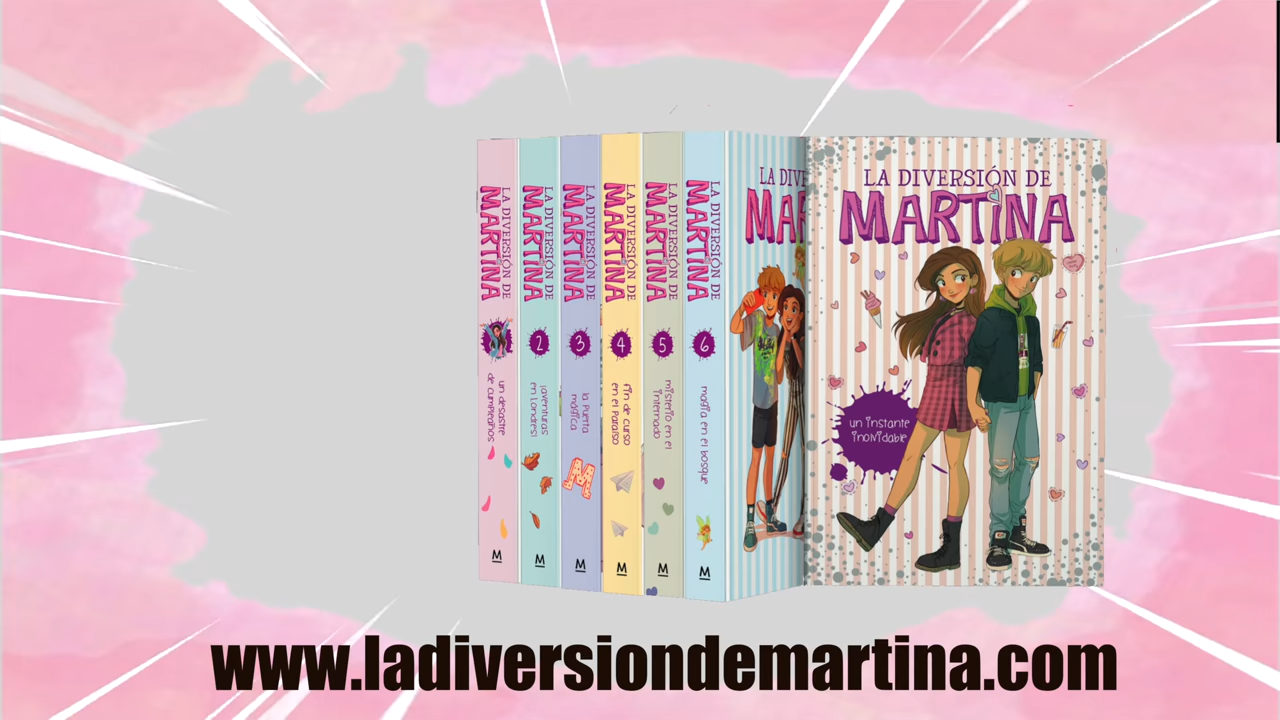 LA DIVERSIÓN DE
MARTINA
un desastre
de cumpleaños
M
LA DIVERSIÓN DE
MARTINA
2
¡aventuras
en Londres!
M
LA DIVERSIÓN DE
MARTINA
3
la puerta
mágica
M
M
LA DIVERSIÓN DE
MARTINA
4
fin de curso
en el paraíso
M
LA DIVERSIÓN DE
MARTINA
5
misterio en el
internado
M
LA DIVERSIÓN DE
MARTINA
6
magia en el bosque
M
LA DIVE
MAR
LA DIVERSIÓN DE
MARTINA
un instante
inolvidable
www.ladiversiondemartina.com